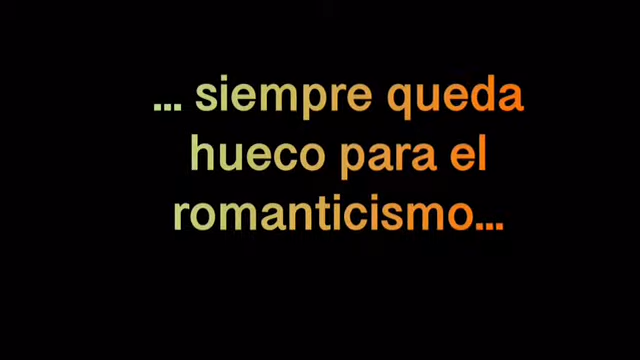 ... siempre queda
hueco para el
romanticismo...